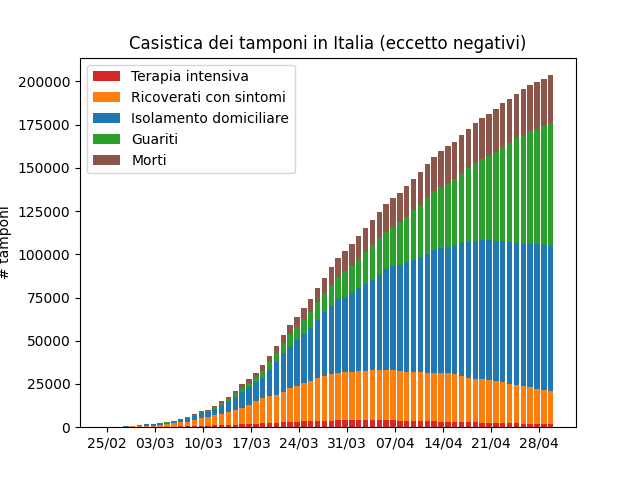 Casistica dei tamponi in Italia (eccetto negativi)
Terapia intensiva
Ricoverati con sintomi
Isolamento domiciliare
Guariti
Morti
# tamponi
200000
175000
150000
125000
100000
75000
50000
25000
0
25/02 03/03 10/03 17/03 24/03 31/03 07/04 14/04 21/04 28/04